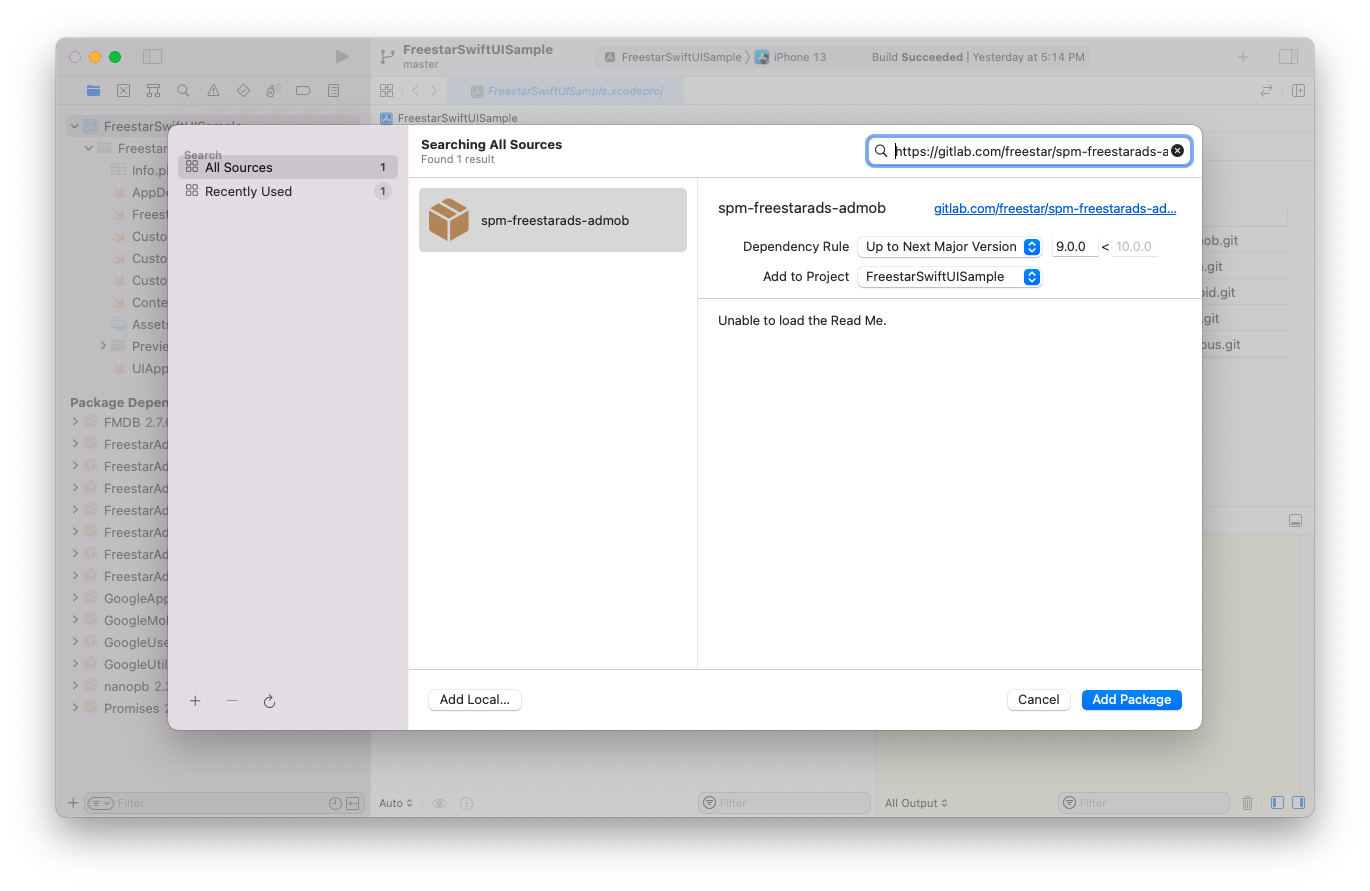 FreestarSwiftUISample
master
FreestarSwiftUISample
iPhone 13
Build Succeeded | Yesterday at 5:14 PM
FreestarSwiftUISample.xcodeproj
FreestarSwiftUISample
FreestarSwiftUISample
Freestar
Info.pl
AppDe
Freest
Custo
Custo
Custo
Conte
Assets
Previe
UIApp
Package Depen
FMDB 2.7.6
FreestarAd
FreestarAd
FreestarAd
FreestarAd
FreestarAd
FreestarAd
FreestarAd
GoogleApp
GoogleMo
GoogleUse
GoogleUtil
nanopb 2.3
Promises 2
Filter
Search
All Sources 1
Recently Used 1
Searching All Sources
Found 1 result
https://gitlab.com/freestar/spm-freestarads-a
spm-freestarads-admob
spm-freestarads-admob
gitlab.com/freestar/spm-freestarads-ad...
Dependency Rule Up to Next Major Version 9.0.0 < 10.0.0
Add to Project FreestarSwiftUISample
Unable to load the Read Me.
ob.git
.git
bid.git
.git
ous.git
Add Local...
Cancel
Add Package
Auto
Filter
All Output
Filter